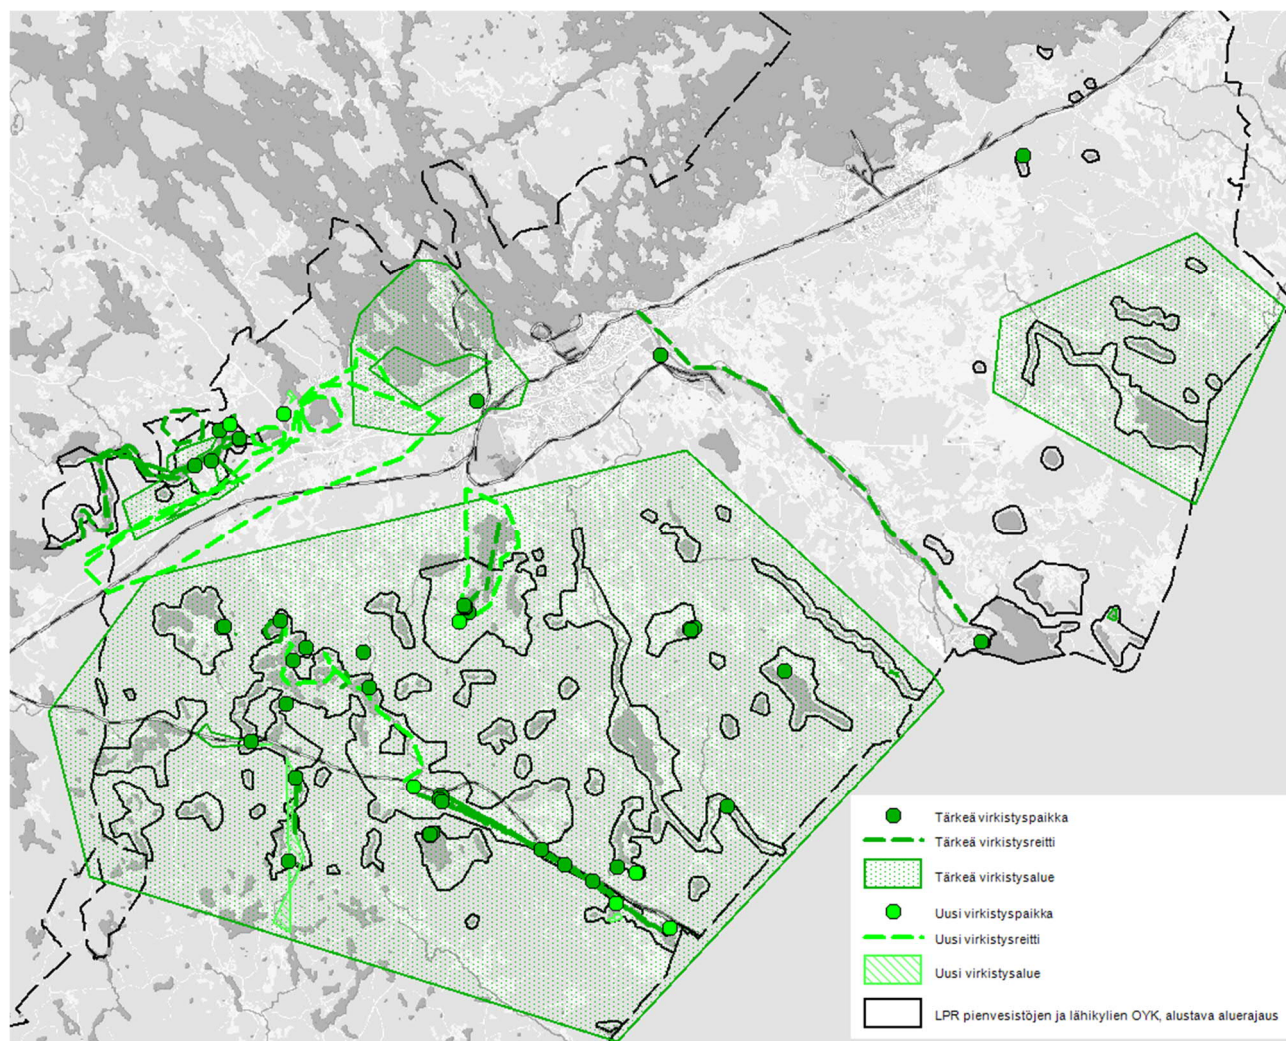 Tärkeä virkistyspaikka
Tärkeä virkistysreitti
Tärkeä virkistysalue
Uusi virkistyspaikka
Uusi virkistysreitti
Uusi virkistysalue
LPR pienvesistöjen ja lähikylien OYK, alustava aluerajaus